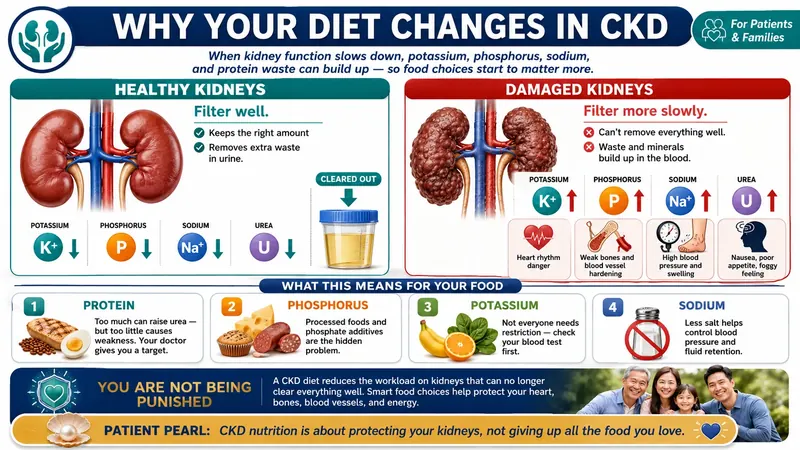 WHY YOUR DIET CHANGES IN CKD
For Patients
& Families
When kidney function slows down, potassium, phosphorus, sodium,
and protein waste can build up — so food choices start to matter more.
HEALTHY KIDNEYS
Filter well.
Keeps the right amount
Removes extra waste
in urine.
CLEARED OUT
POTASSIUM
K+
PHOSPHORUS
P
SODIUM
Na+
UREA
U
DAMAGED KIDNEYS
Filter more slowly.
Can't remove everything well.
Waste and minerals
build up in the blood.
POTASSIUM
K+
PHOSPHORUS
P
SODIUM
Na+
UREA
U
Heart rhythm
danger
Weak bones and
blood vessel
hardening
High blood
pressure and
swelling
Nausea, poor
appetite, foggy
feeling
WHAT THIS MEANS FOR YOUR FOOD
1
PROTEIN
Too much can raise urea —
but too little causes
weakness. Your doctor
gives you a target.
2
PHOSPHORUS
Processed foods and
phosphate additives are
the hidden
problem.
3
POTASSIUM
Not everyone needs
restriction — check
your blood test
first.
4
SODIUM
Less salt helps
control blood
pressure and
fluid retention.
YOU ARE NOT BEING
PUNISHED
A CKD diet reduces the workload on kidneys that can no longer
clear everything well. Smart food choices help protect your heart,
bones, blood vessels, and energy.
PATIENT PEARL: CKD nutrition is about protecting your kidneys, not giving up all the food you love.